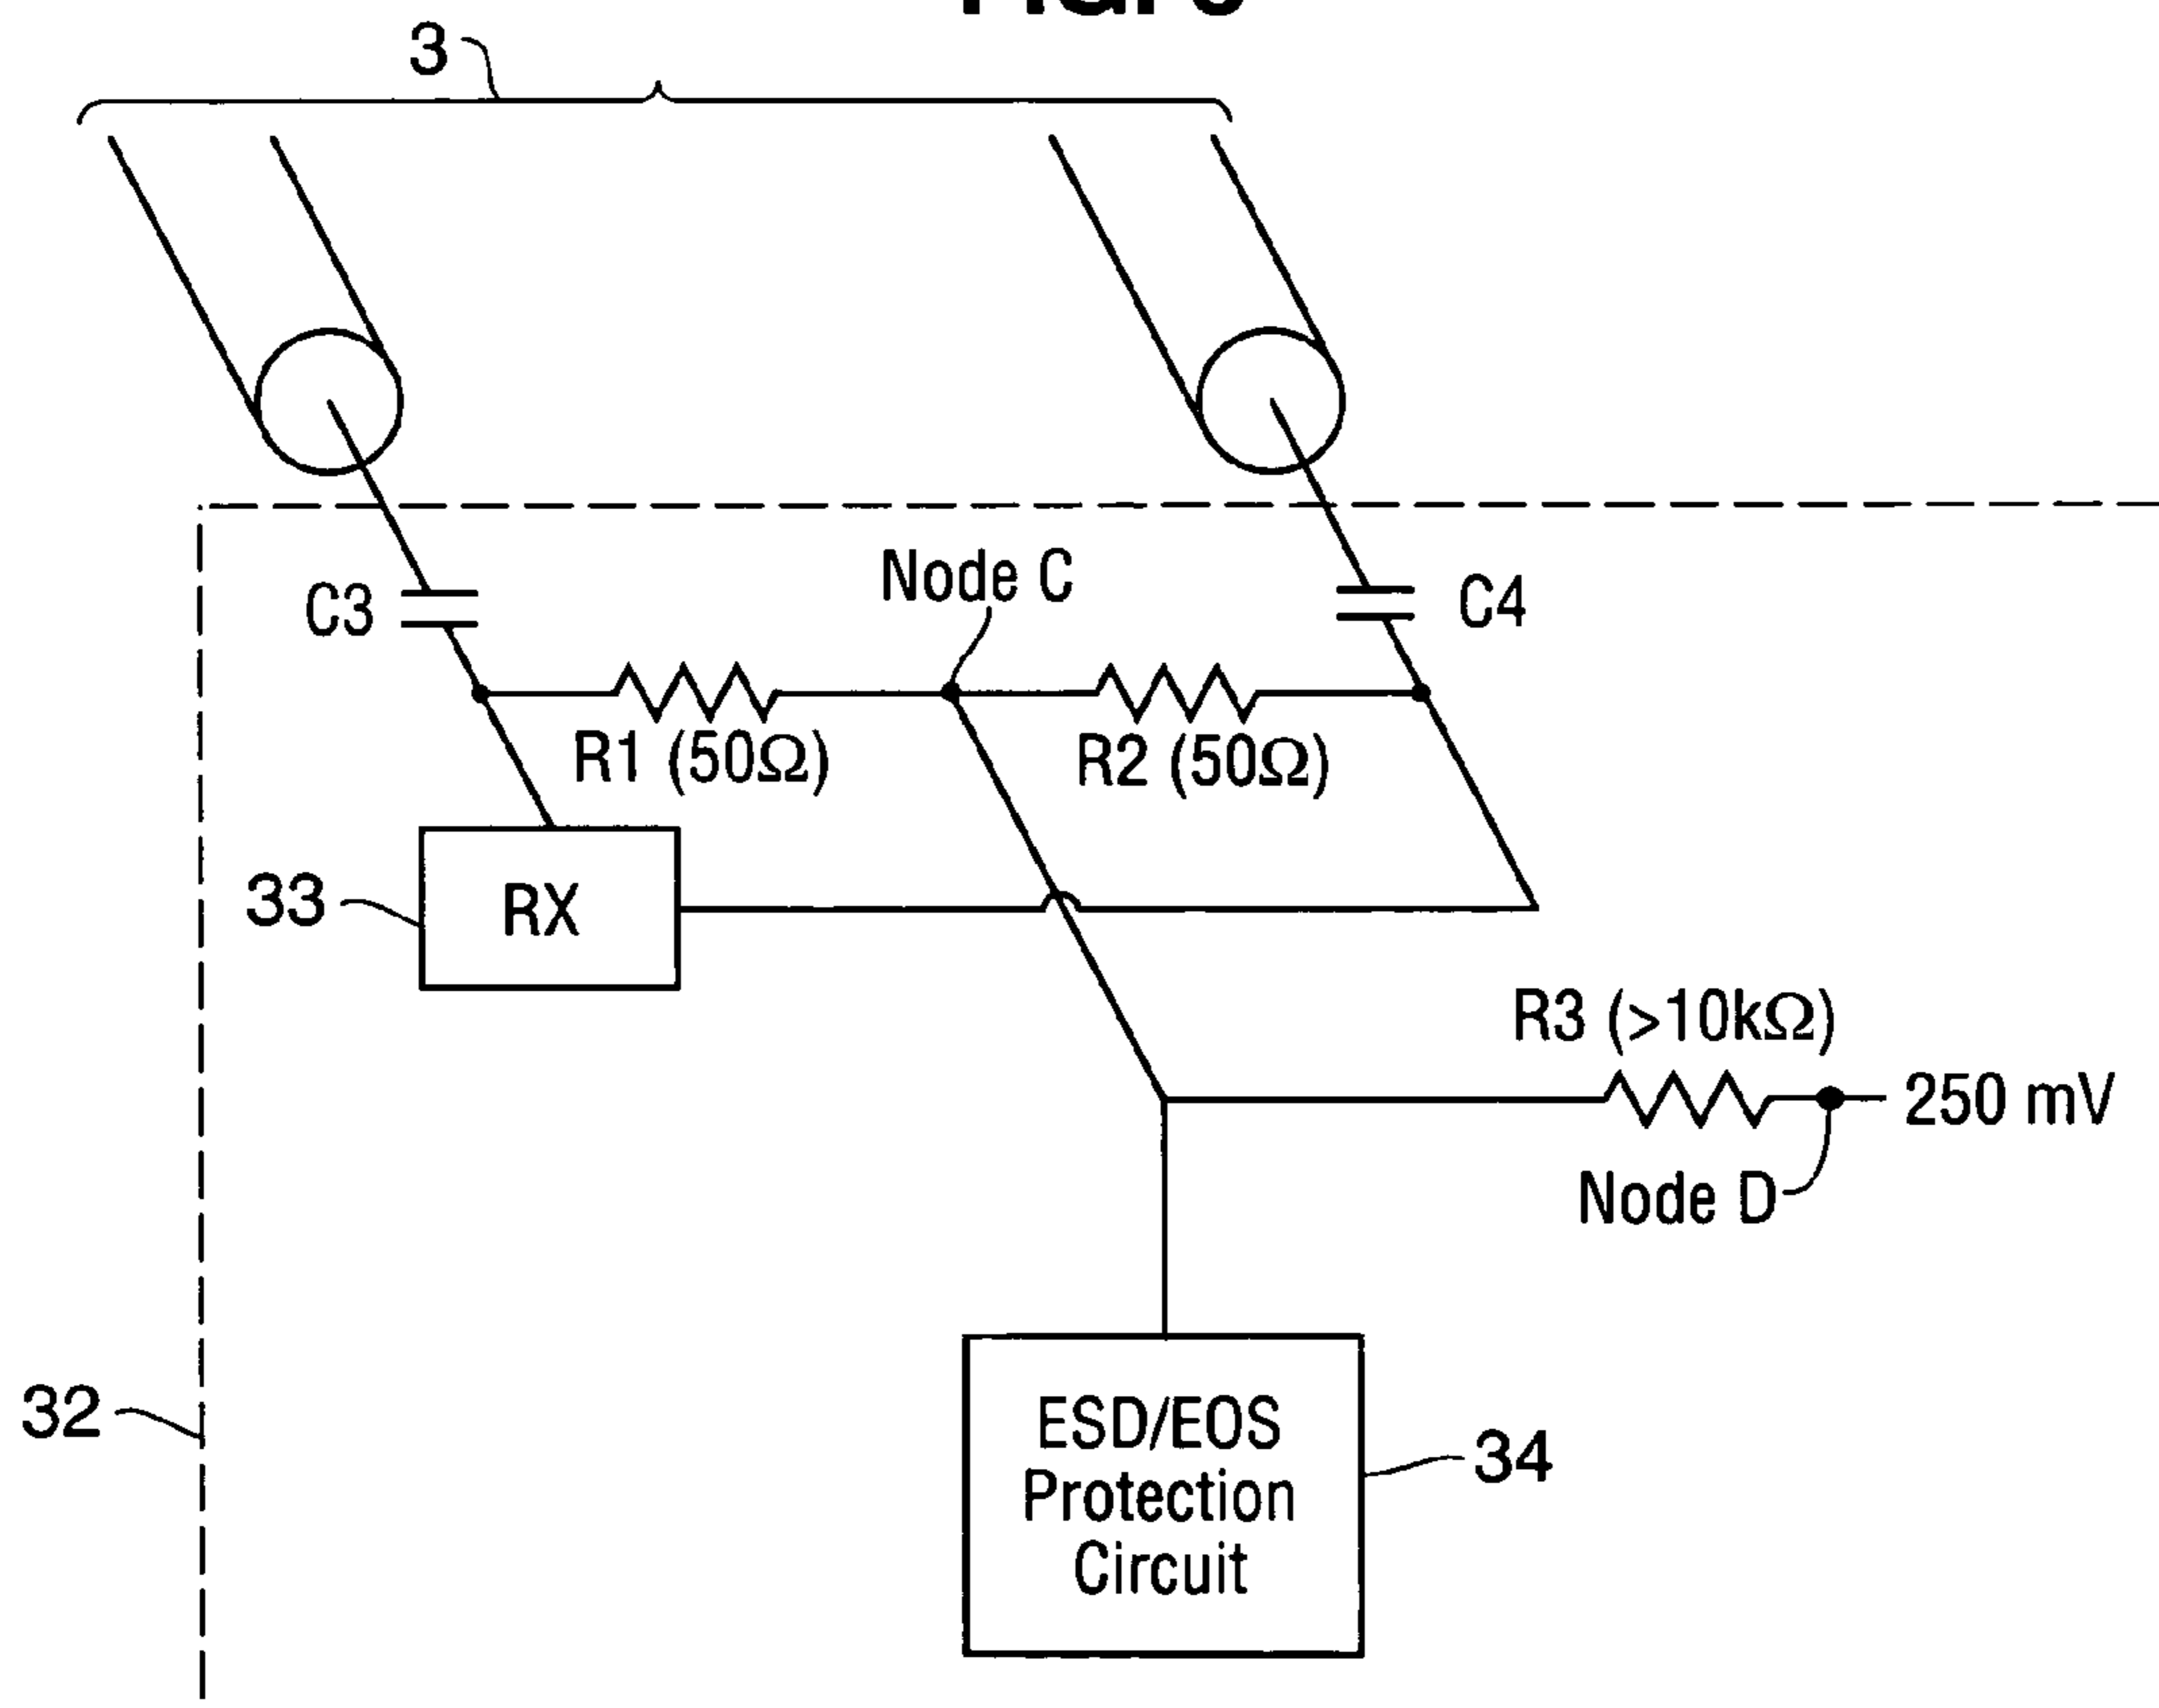 3
Node C
C3
C4
R1 (50Ω)
R2 (50Ω)
33
RX
R3 (>10kΩ)
250 mV
Node D
32
ESD/EOS
Protection
Circuit
34